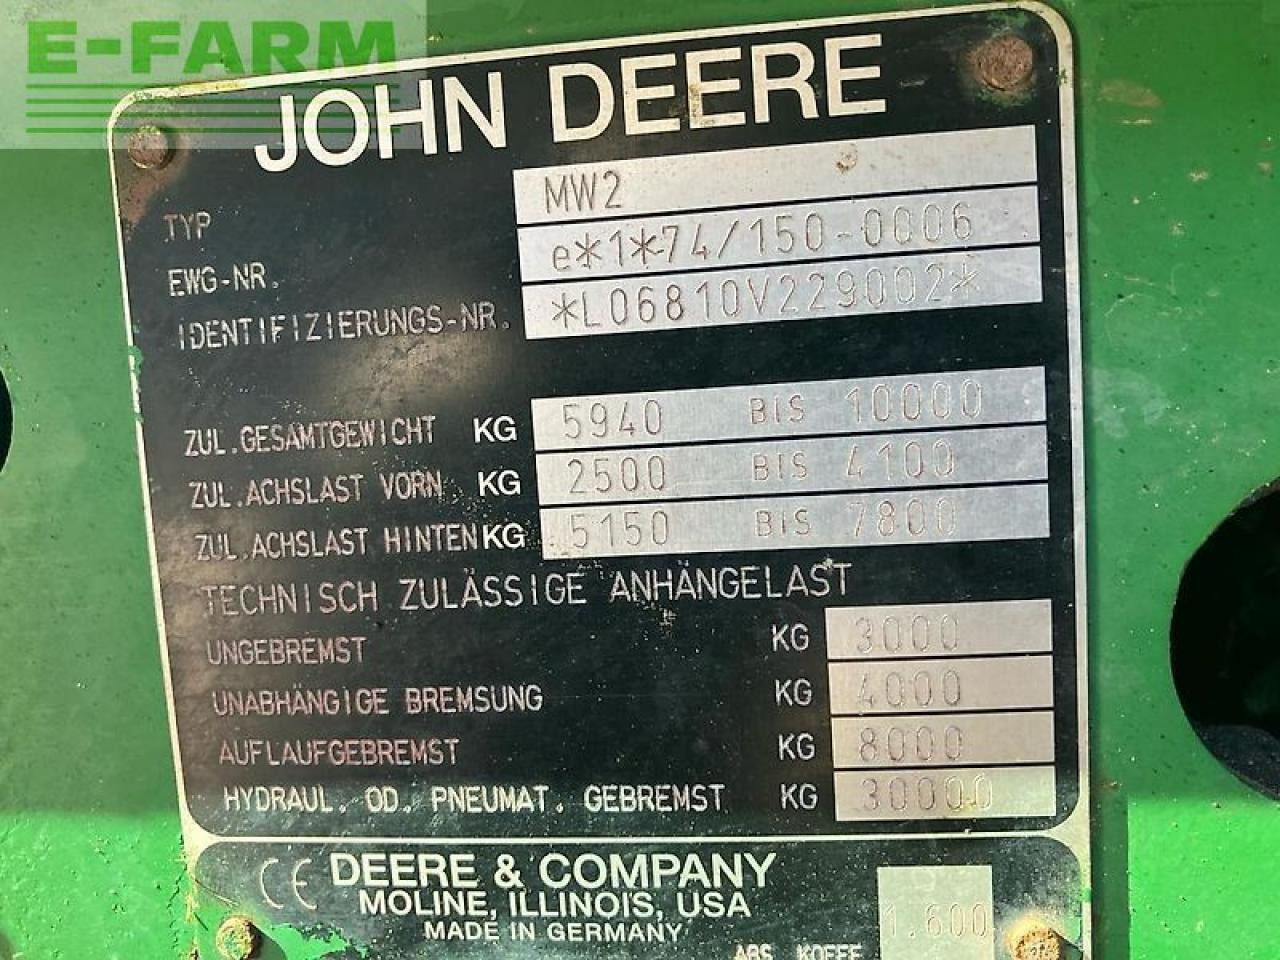 E-FARM
JOHN DEERE
TYP MW2
EWG-NR. e*1*74/150-0006
IDENTIFIZIERUNGS-NR. *L06810V229002*
ZUL.GESAMTGEWICHT KG 5940 BIS 10000
ZUL.ACHSLAST VORN KG 2500 BIS 4100
ZUL.ACHSLAST HINTEN KG 5150 BIS 7800
TECHNISCH ZULÄSSIGE ANHÄNGELAST
UNGEBREMST KG 3000
UNABHÄNGIGE BREMSUNG KG 4000
AUFLAUFGEBREMST KG 8000
HYDRAUL. OD. PNEUMAT. GEBREMST KG 30000
CE DEERE & COMPANY
MOLINE, ILLINOIS, USA
MADE IN GERMANY
ABS. KOEFF 1.600